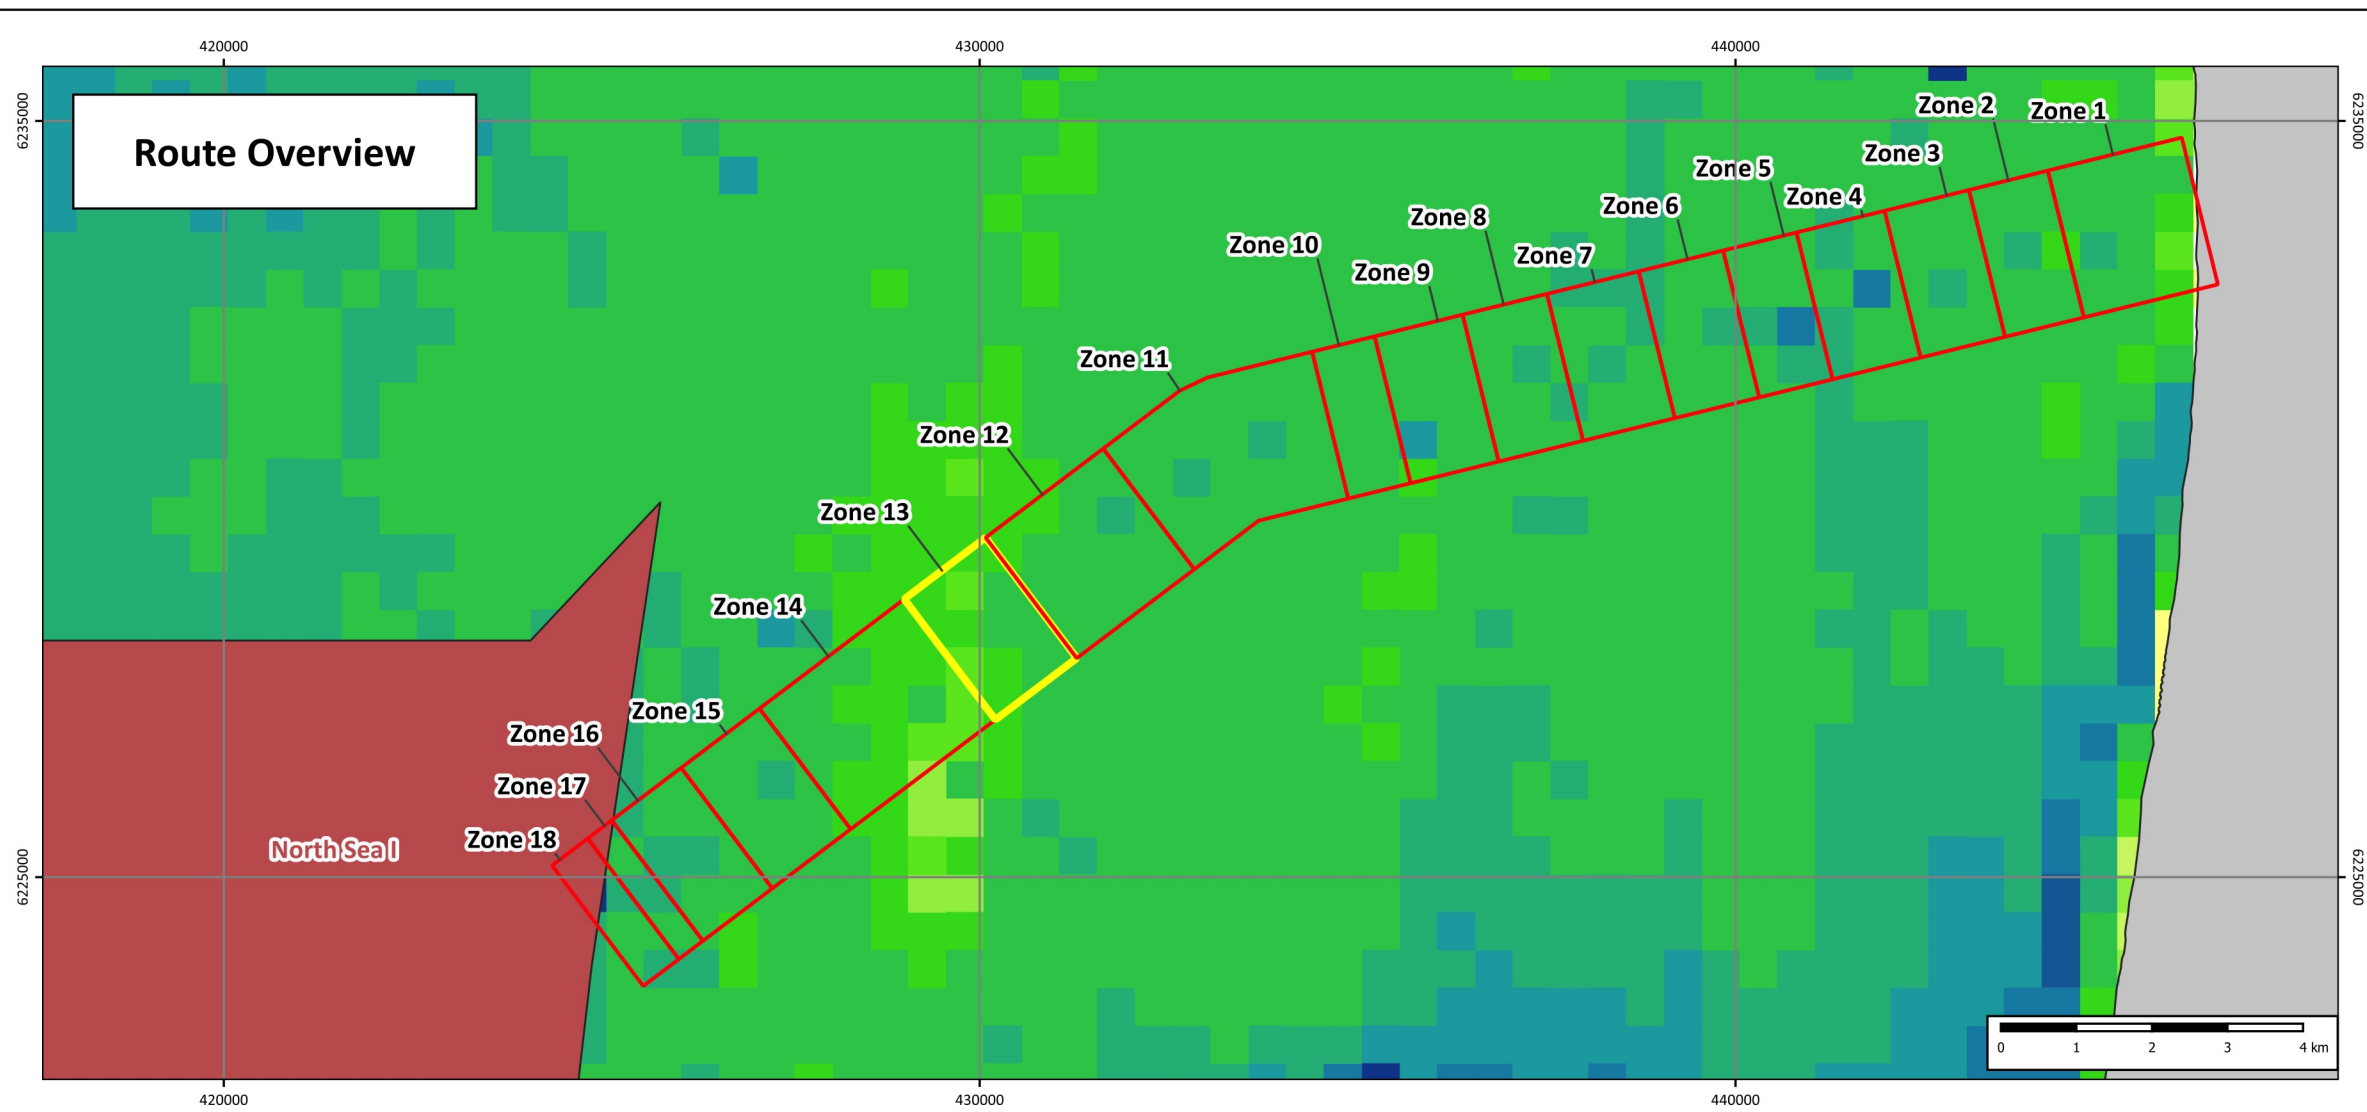 420000
430000
440000
6235000
6235000
Route Overview
Zone 2
Zone 1
Zone 3
Zone 5
Zone 4
Zone 6
Zone 8
Zone 10
Zone 7
Zone 9
Zone 11
Zone 12
Zone 13
Zone 14
Zone 15
Zone 16
Zone 17
Zone 18
North Sea I
6225000
6225000
0 1 2 3 4 km
420000
430000
440000